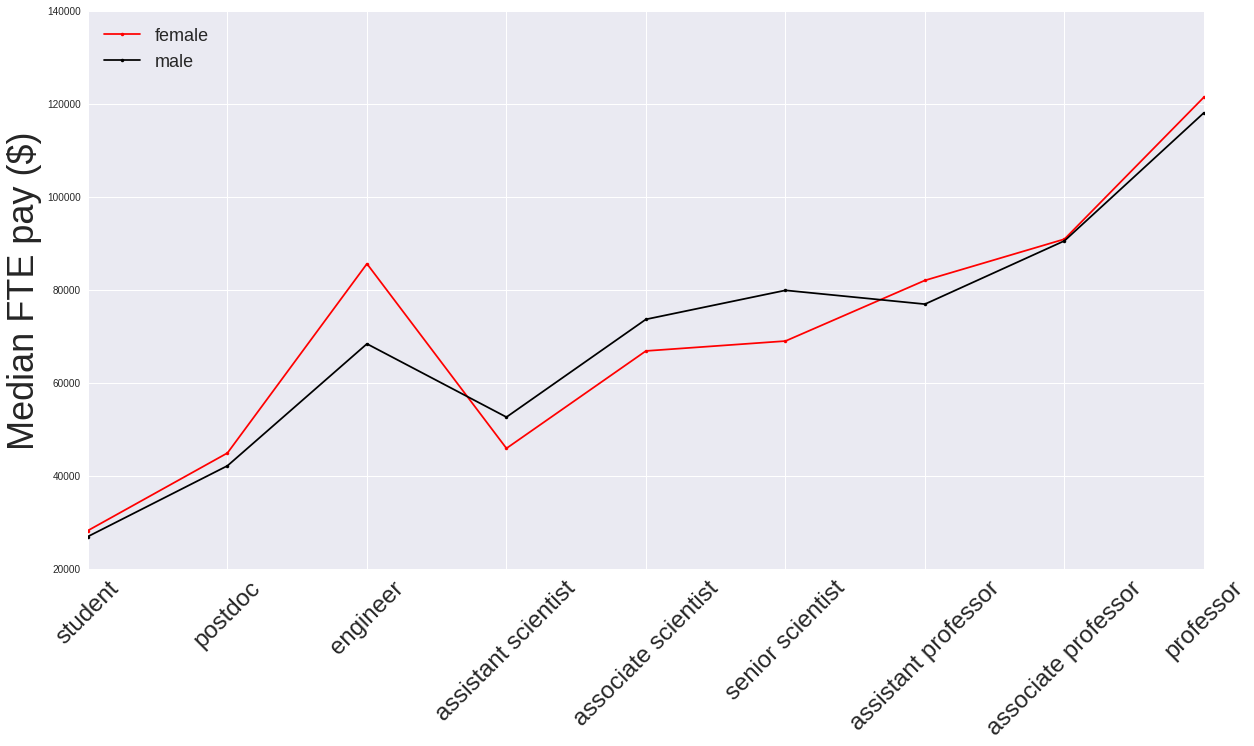 140000
120000
100000
80000
60000
40000
20000
Median FTE pay ($)
female
male
student
postdoc
engineer
assistant scientist
associate scientist
senior scientist
assistant professor
associate professor
professor